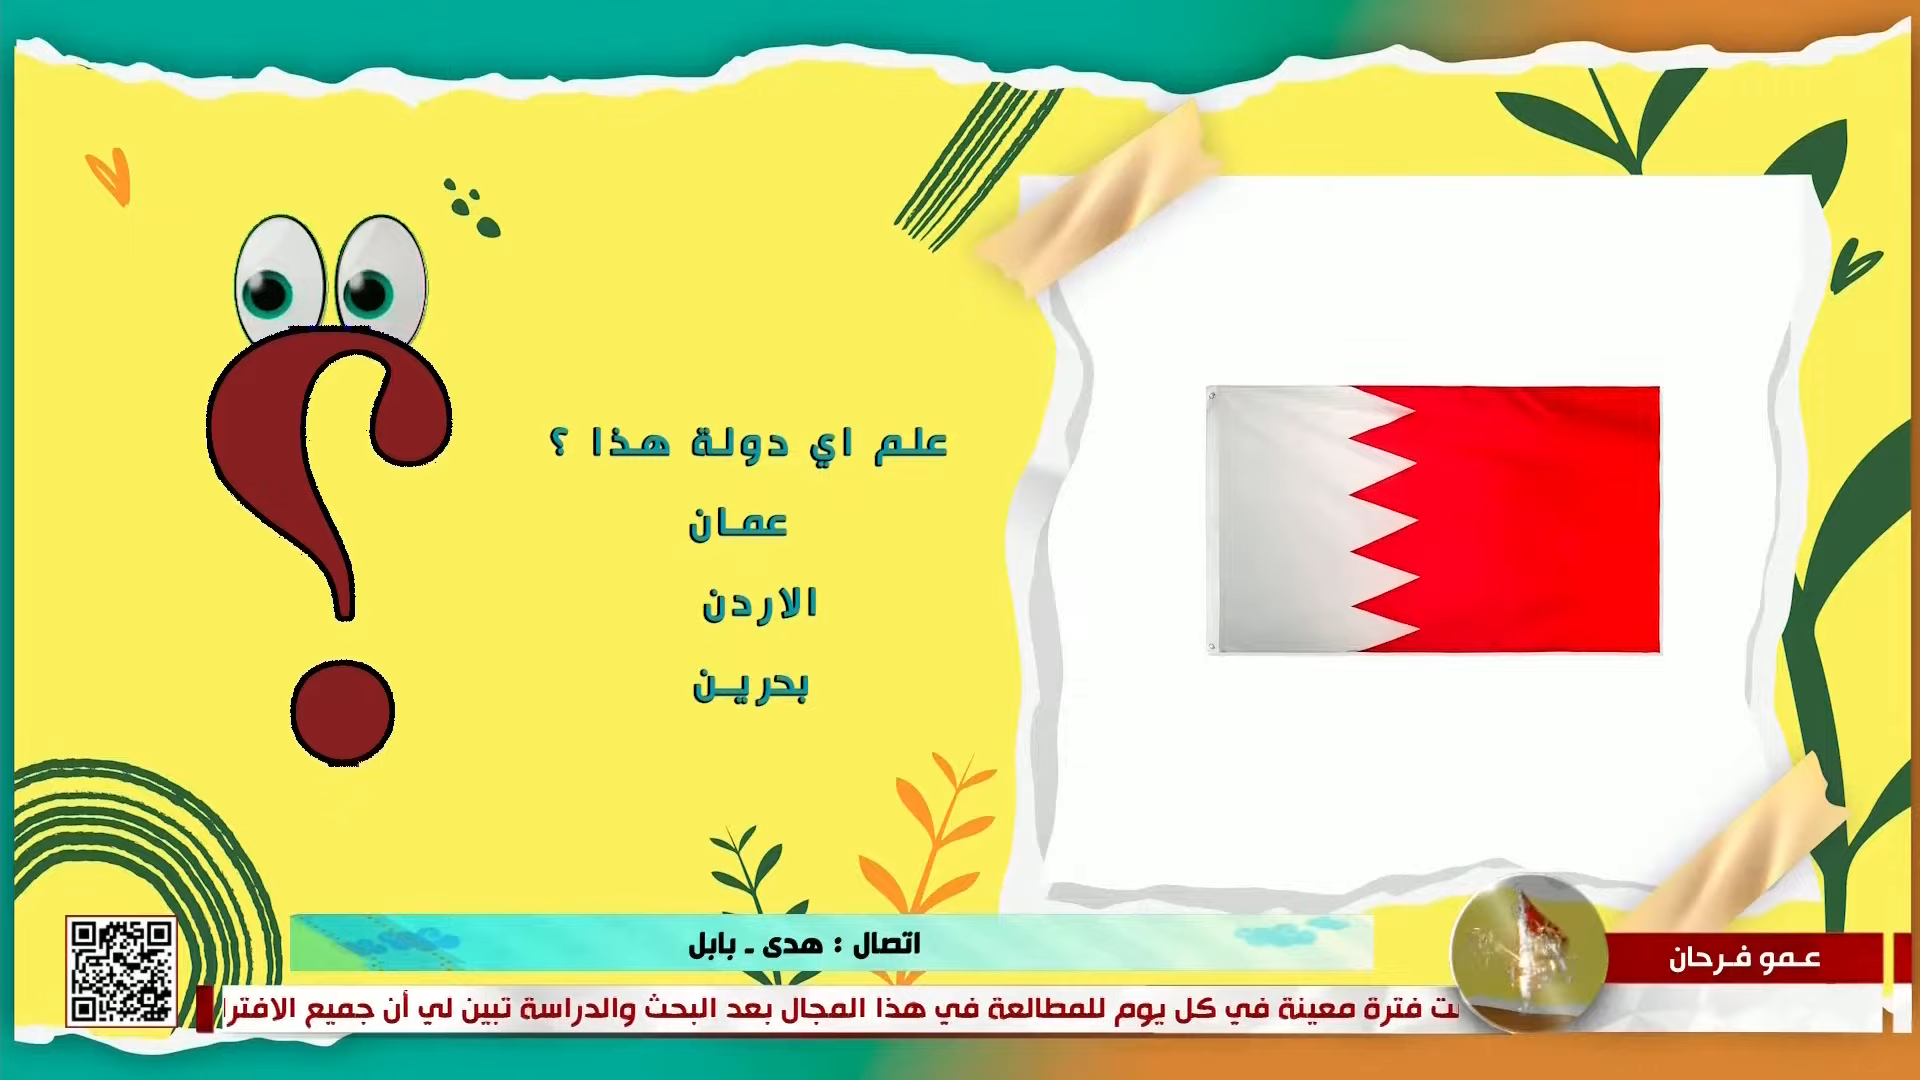 علم اي دولة هذا ؟
عمان
الاردن
بحرين
اتصال : هدى - بابل
عمو فرحان
فترة معينة في كل يوم للمطالعة في هذا المجال بعد البحث والدراسة تبين لي أن جميع